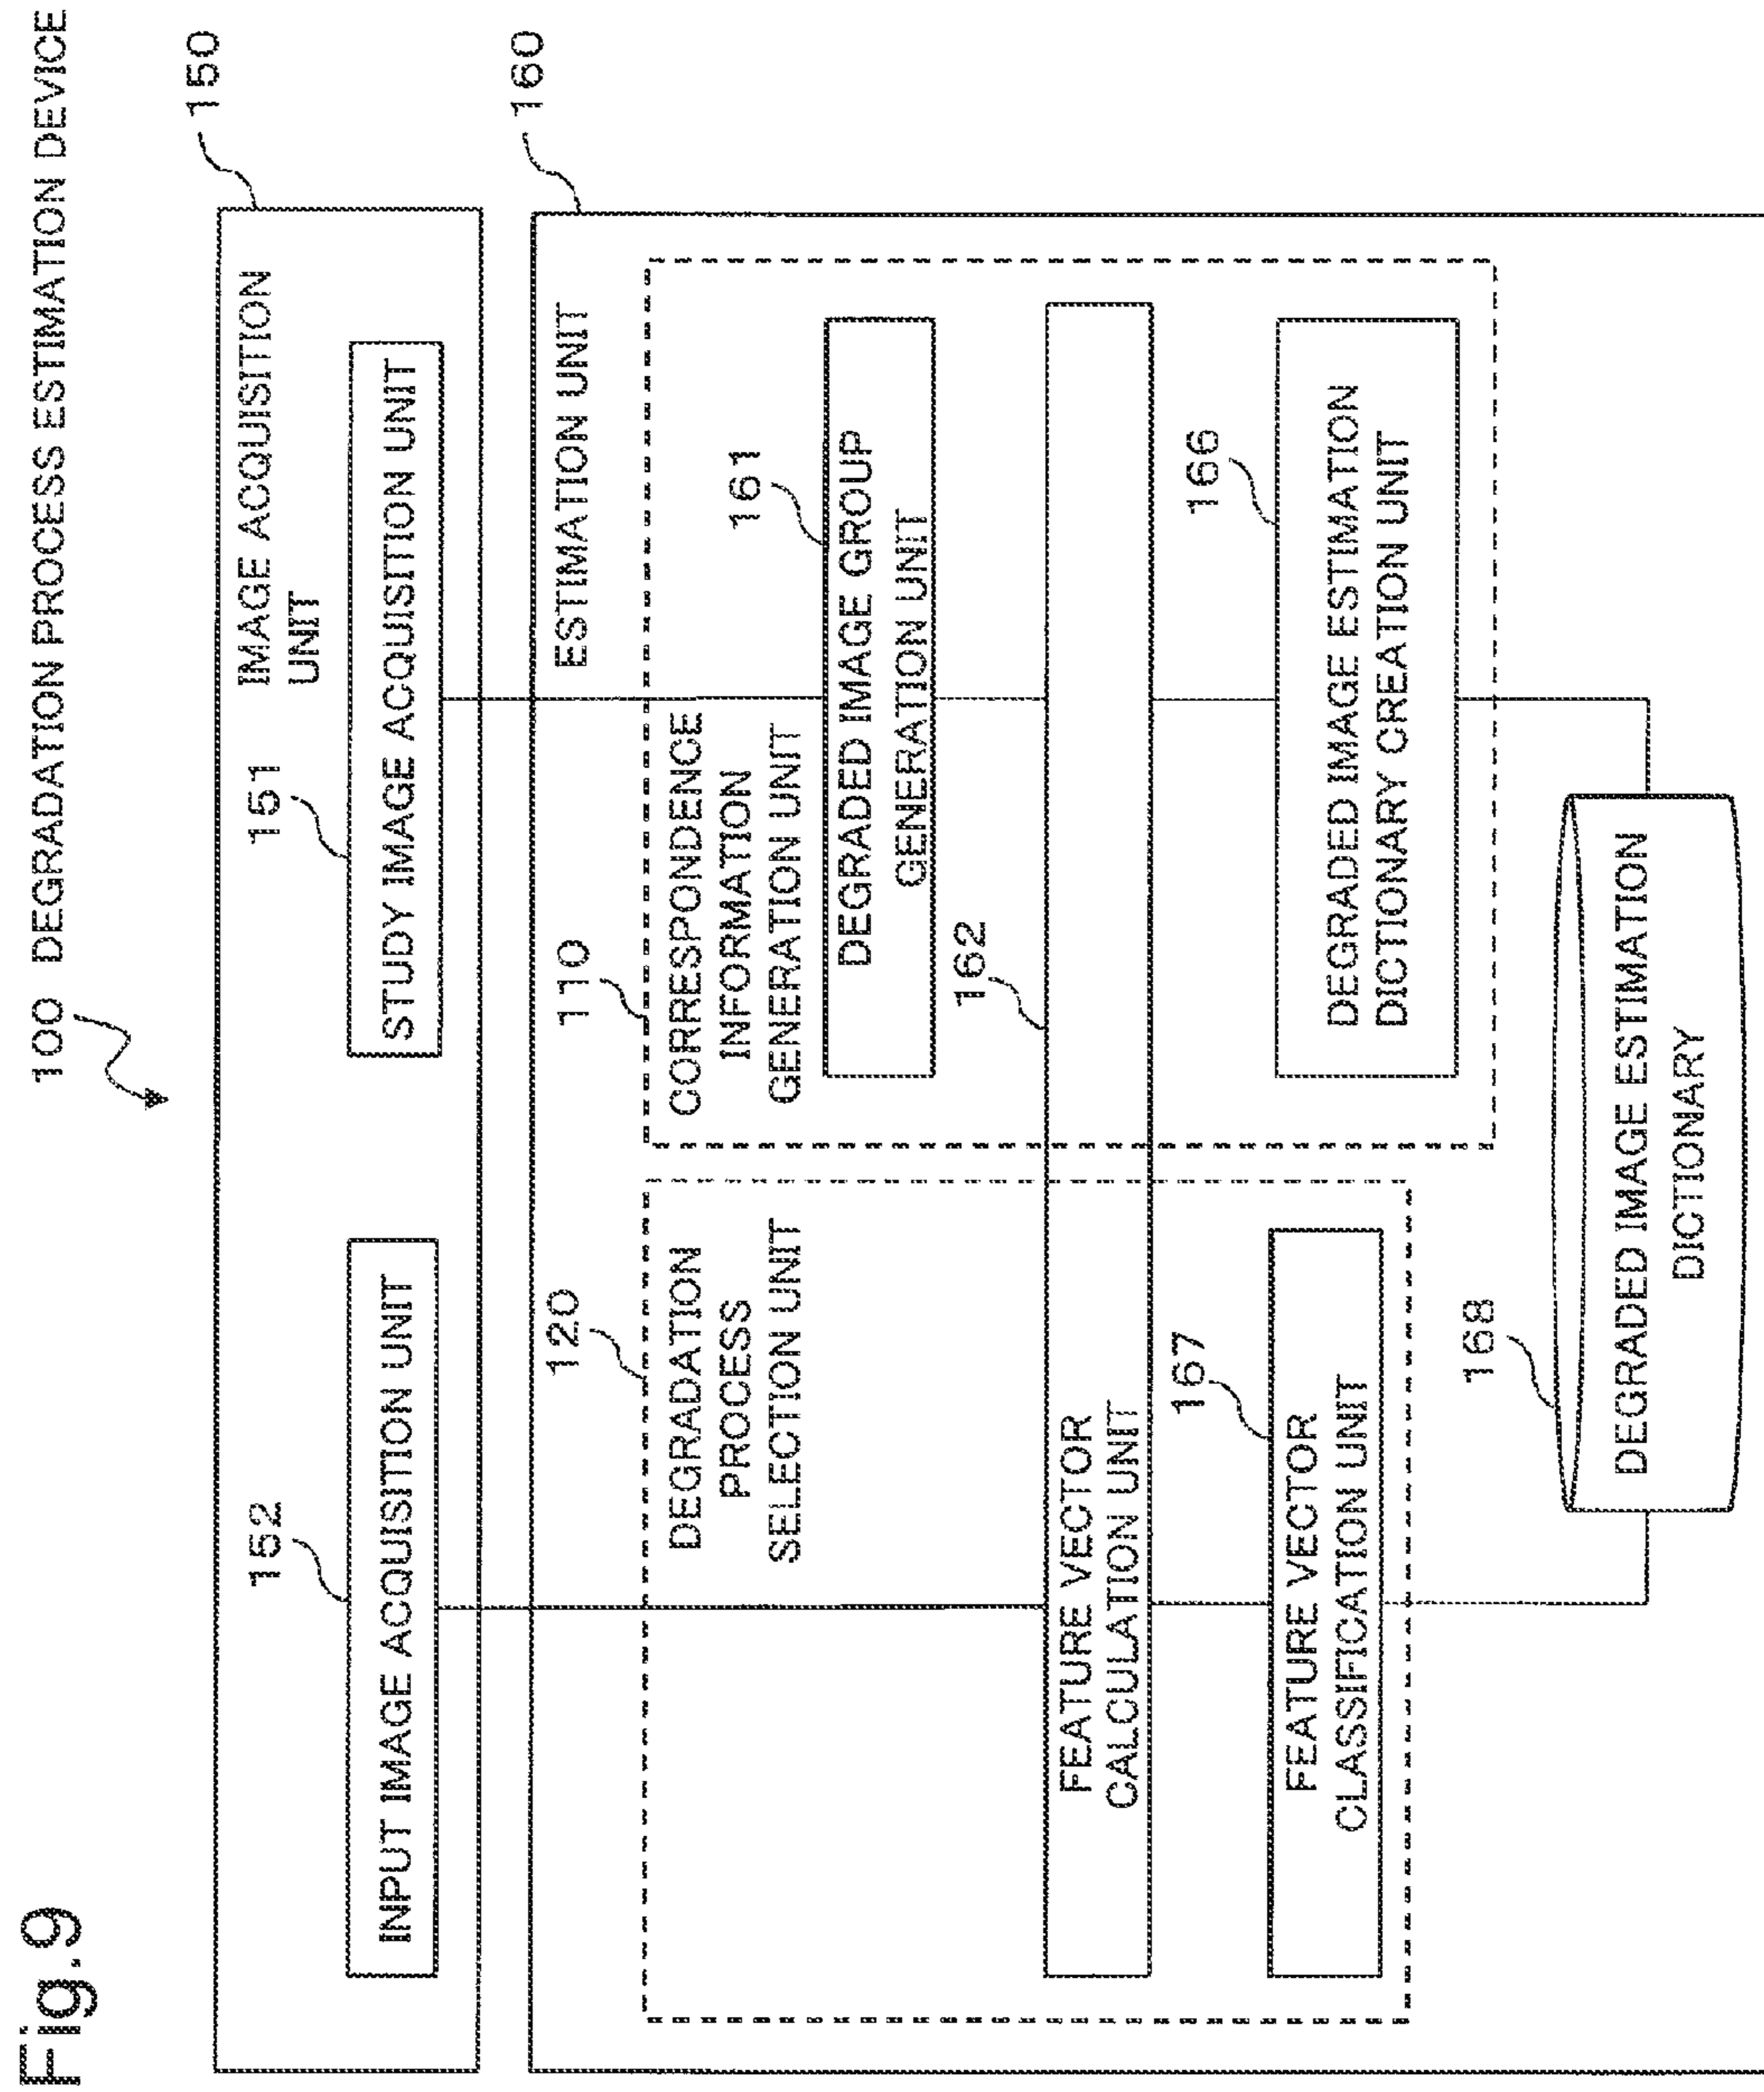 Fig.9
100 DEGRADATION PROCESS ESTIMATION DEVICE
150
IMAGE ACQUISITION
UNIT
152
INPUT IMAGE ACQUISITION UNIT
151
STUDY IMAGE ACQUISITION UNIT
160
ESTIMATION UNIT
120
DEGRADATION
PROCESS
SELECTION UNIT
110
CORRESPONDENCE
INFORMATION
GENERATION UNIT
161
DEGRADED IMAGE GROUP
GENERATION UNIT
162
FEATURE VECTOR
CALCULATION UNIT
167
FEATURE VECTOR
CLASSIFICATION UNIT
166
DEGRADED IMAGE ESTIMATION
DICTIONARY CREATION UNIT
168
DEGRADED IMAGE ESTIMATION
DICTIONARY